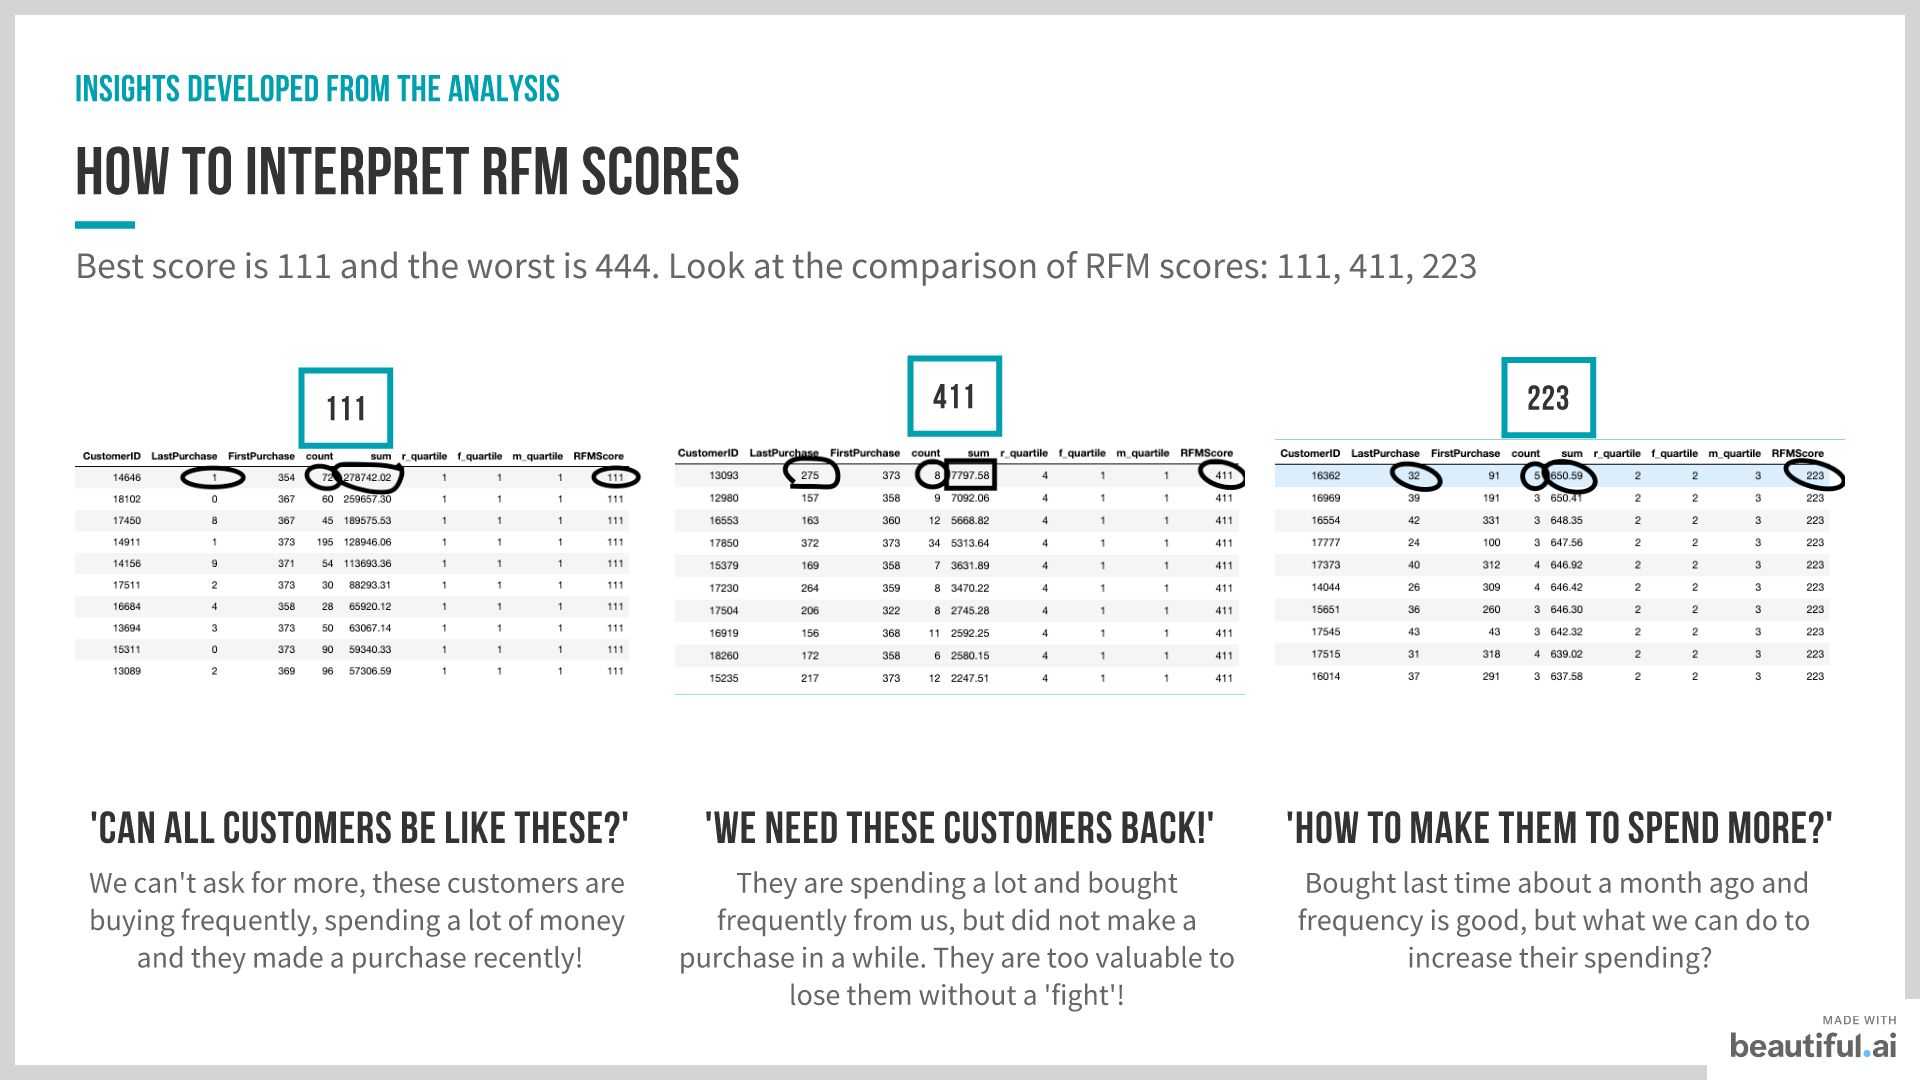 INSIGHTS DEVELOPED FROM THE ANALYSIS
HOW TO INTERPRET RFM SCORES
Best score is 111 and the worst is 444. Look at the comparison of RFM scores: 111, 411, 223
111
CustomerID LastPurchase FirstPurchase count sum r_quartile f_quartile m_quartile RFMScore
14646 1 354 72 278742.02 1 1 1 111
18102 0 367 60 259657.30 1 1 1 111
17450 8 367 45 189575.53 1 1 1 111
14911 1 373 195 128946.06 1 1 1 111
14156 9 371 54 113693.36 1 1 1 111
17511 2 373 30 88293.31 1 1 1 111
16684 4 358 28 65920.12 1 1 1 111
13694 3 373 50 63067.14 1 1 1 111
15311 0 373 90 59340.33 1 1 1 111
13089 2 369 96 57306.59 1 1 1 111
'CAN ALL CUSTOMERS BE LIKE THESE?'
We can't ask for more, these customers are
buying frequently, spending a lot of money
and they made a purchase recently!
411
CustomerID LastPurchase FirstPurchase count sum r_quartile f_quartile m_quartile RFMScore
13093 275 373 8 7797.58 4 1 1 411
12980 157 358 9 7092.06 4 1 1 411
16553 163 360 12 5668.82 4 1 1 411
17850 372 373 34 5313.64 4 1 1 411
15379 169 358 7 3631.89 4 1 1 411
17230 264 359 8 3470.22 4 1 1 411
17504 206 322 8 2745.28 4 1 1 411
16919 156 368 11 2592.25 4 1 1 411
18260 172 358 6 2580.15 4 1 1 411
15235 217 373 12 2247.51 4 1 1 411
'WE NEED THESE CUSTOMERS BACK!'
They are spending a lot and bought
frequently from us, but did not make a
purchase in a while. They are too valuable to
lose them without a 'fight'!
223
CustomerID LastPurchase FirstPurchase count sum r_quartile f_quartile m_quartile RFMScore
16362 32 91 5 650.59 2 2 3 223
16969 39 191 3 650.41 2 2 3 223
16554 42 331 3 648.35 2 2 3 223
17777 24 100 3 647.56 2 2 3 223
17373 40 312 4 646.92 2 2 3 223
14044 26 309 4 646.42 2 2 3 223
15651 36 260 3 646.30 2 2 3 223
17545 43 43 3 642.32 2 2 3 223
17515 31 318 4 639.02 2 2 3 223
16014 37 291 3 637.58 2 2 3 223
'HOW TO MAKE THEM TO SPEND MORE?'
Bought last time about a month ago and
frequency is good, but what we can do to
increase their spending?
MADE WITH
beautiful.ai